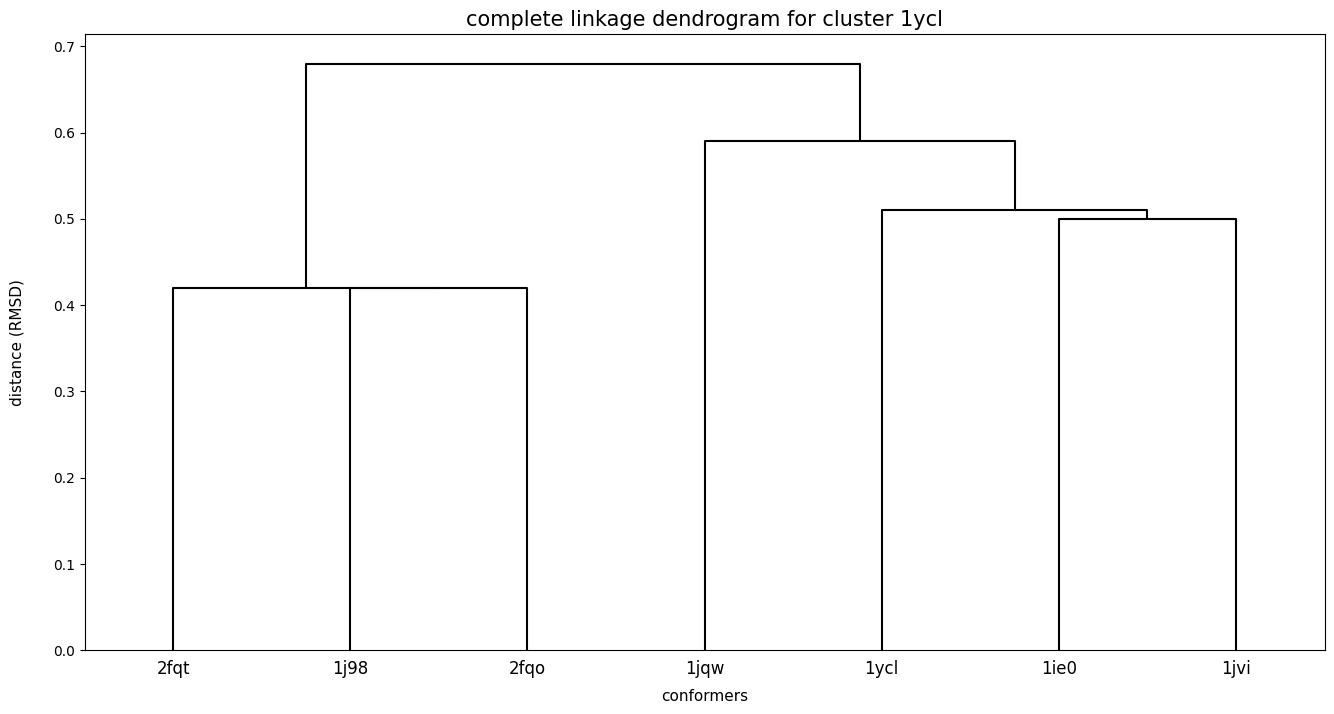 complete linkage dendrogram for cluster 1ycl
0.7
0.6
0.5
0.4
0.3
0.2
0.1
0.0
distance (RMSD)
2fqt 1j98 2fqo 1jqw 1ycl 1ie0 1jvi
conformers